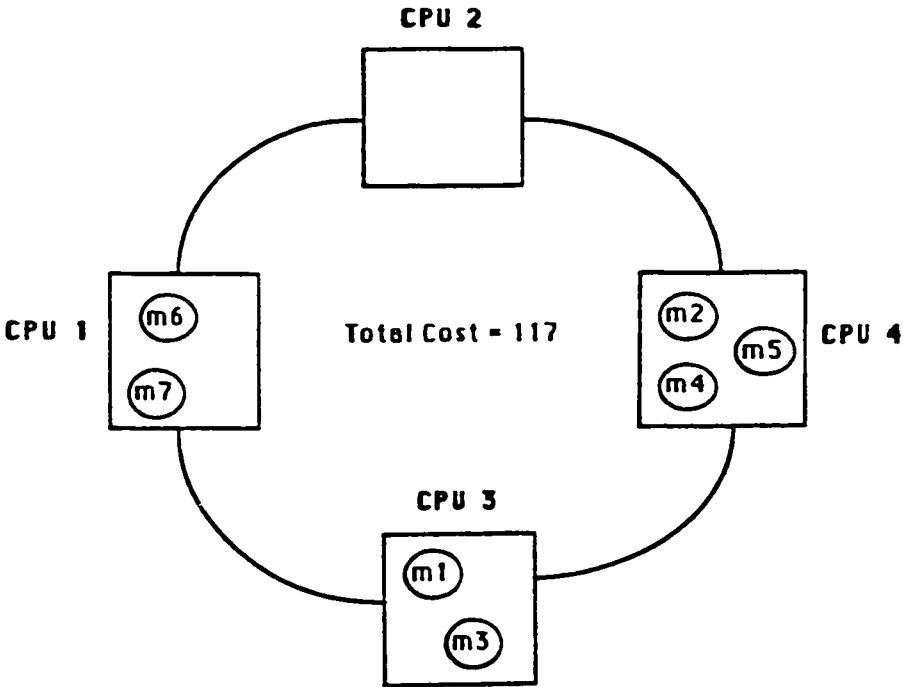 CPU 2
m6
m7
CPU 1
Total Cost = 117
m2
m5
m4
CPU 4
CPU 3
m1
m3